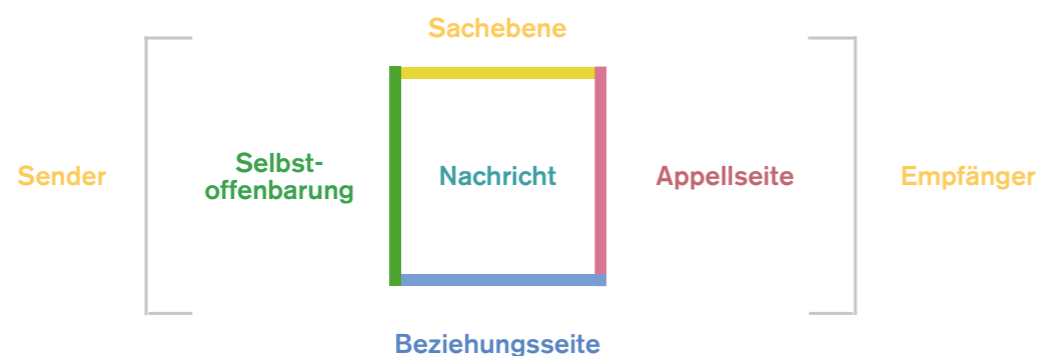 Sachebene
Sender
Selbst-
offenbarung
Nachricht
Appellseite
Empfänger
Beziehungsseite